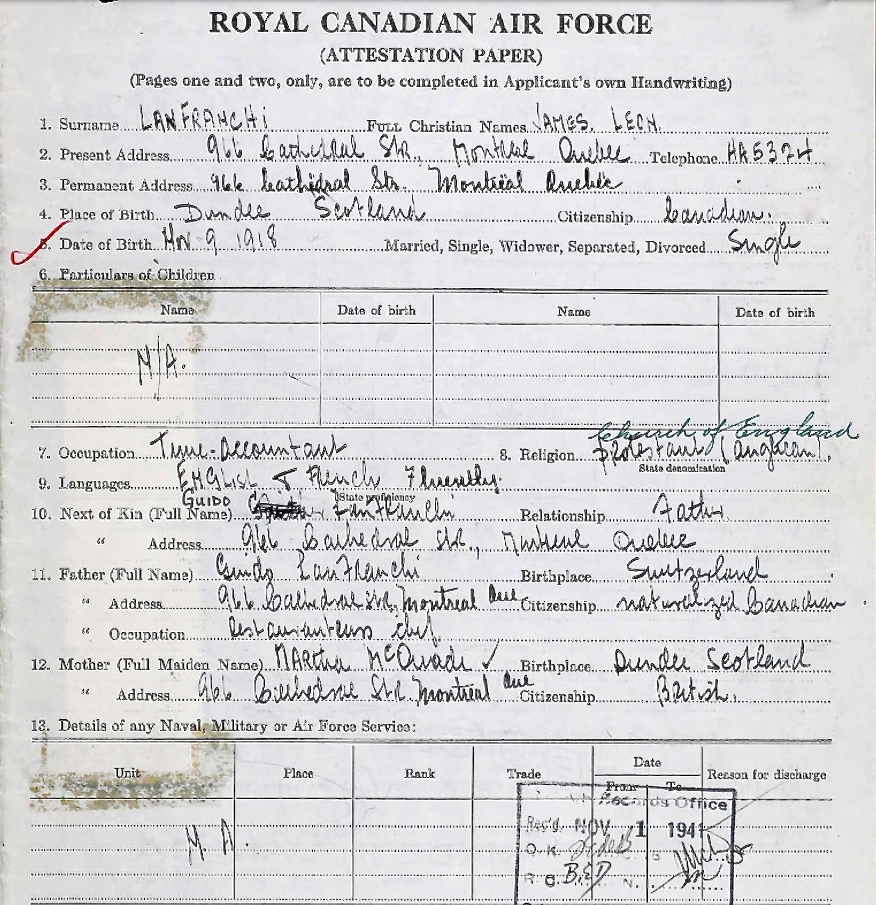 ROYAL CANADIAN AIR FORCE
(ATTESTATION PAPER)
(Pages one and two, only, are to be completed in Applicant's own Handwriting)
1. Surname LANFRANCHI FULL Christian Names JAMES. LEON.
2. Present Address 966 Cathedral Str., Montreal Quebec Telephone HA5324
3. Permanent Address 966 Cathedral Str. Montreal Quebec
4. Place of Birth Dundee Scotland Citizenship Canadian.
5. Date of Birth Nov. 9 1918 Married, Single, Widower, Separated, Divorced Single
6. Particulars of Children
Name Date of birth Name Date of birth
N/A.
Church of England
7. Occupation Time-accountant 8. Religion protestant (anglican).
State denomination
9. Languages ENGLISH & French Fluently.
State proficiency
GUIDO
10. Next of Kin (Full Name) Lanfranchi Relationship Father
" Address 966 Cathedral Str., Montreal Quebec
11. Father (Full Name) Guido LanFranchi Birthplace Switzerland
" Address 966 Cathedral Str. Montreal Que Citizenship naturalized Canadian
" Occupation Restauranteurs chef
12. Mother (Full Maiden Name) MARtha McQuade ✓ Birthplace Dundee Scotland
" Address 966 Cathedral Str. Montreal Que Citizenship British.
13. Details of any Naval, Military or Air Force Service:
Unit Place Rank Trade Date Reason for discharge
From To
Records Office
Rec'd. NOV 1 1941
N.A.
O.K.
R.C. B.E.D N.